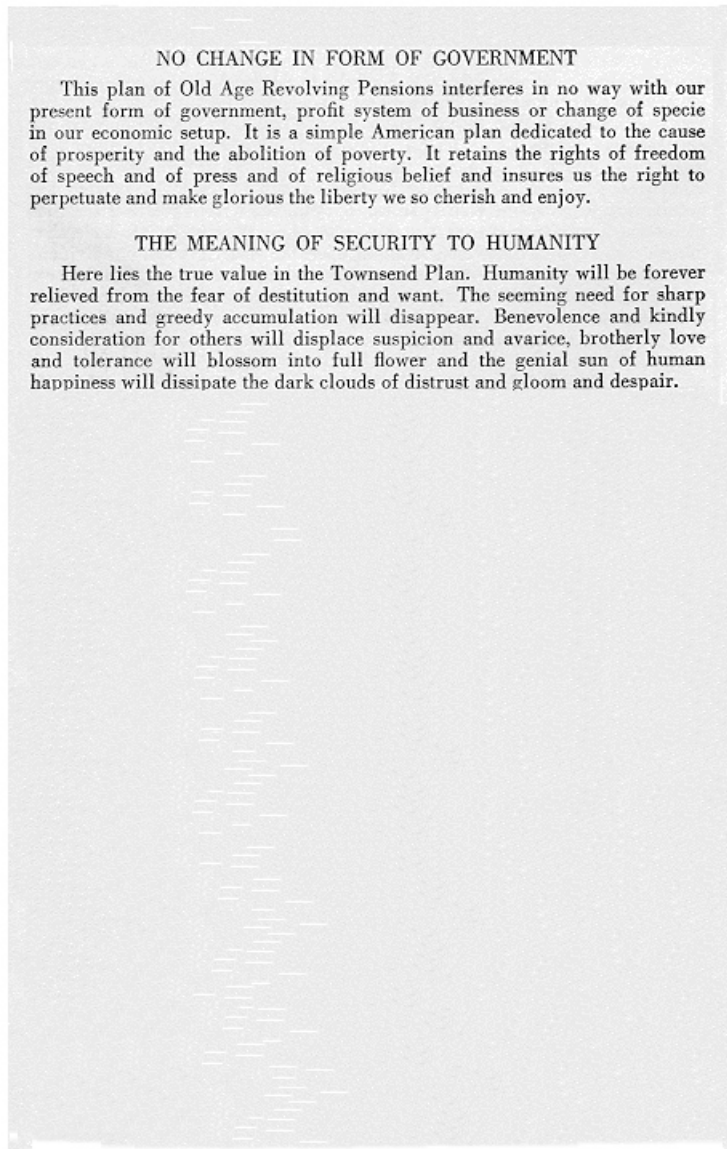 NO CHANGE IN FORM OF GOVERNMENT
This plan of Old Age Revolving Pensions interferes in no way with our
present form of government, profit system of business or change of specie
in our economic setup. It is a simple American plan dedicated to the cause
of prosperity and the abolition of poverty. It retains the rights of freedom
of speech and of press and of religious belief and insures us the right to
perpetuate and make glorious the liberty we so cherish and enjoy.
THE MEANING OF SECURITY TO HUMANITY
Here lies the true value in the Townsend Plan. Humanity will be forever
relieved from the fear of destitution and want. The seeming need for sharp
practices and greedy accumulation will disappear. Benevolence and kindly
consideration for others will displace suspicion and avarice, brotherly love
and tolerance will blossom into full flower and the genial sun of human
happiness will dissipate the dark clouds of distrust and gloom and despair.